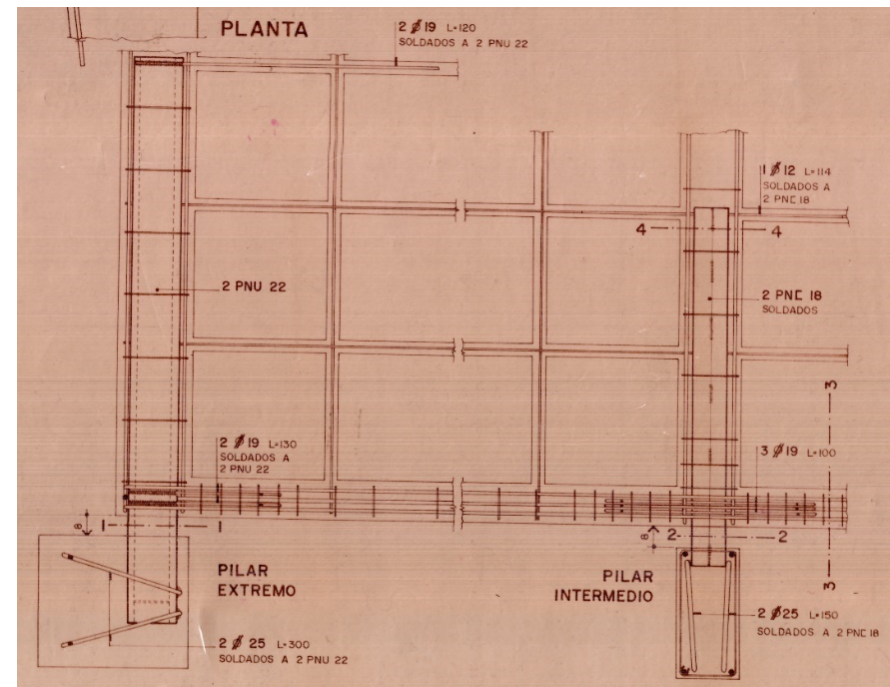 PLANTA
2 Ø 19 L=120
SOLDADOS A 2 PNU 22
1 Ø 12 L=114
SOLDADOS A
2 PNC 18
4 4
2 PNU 22
2 PNC 18
SOLDADOS
3
2 Ø 19 L=130
SOLDADOS A
2 PNU 22
3 Ø 19 L=100
8
1 1
8
2 2
PILAR
EXTREMO
PILAR
INTERMEDIO
3
2 Ø 25 L=300
SOLDADOS A 2 PNU 22
2 Ø 25 L=150
SOLDADOS A 2 PNC 18